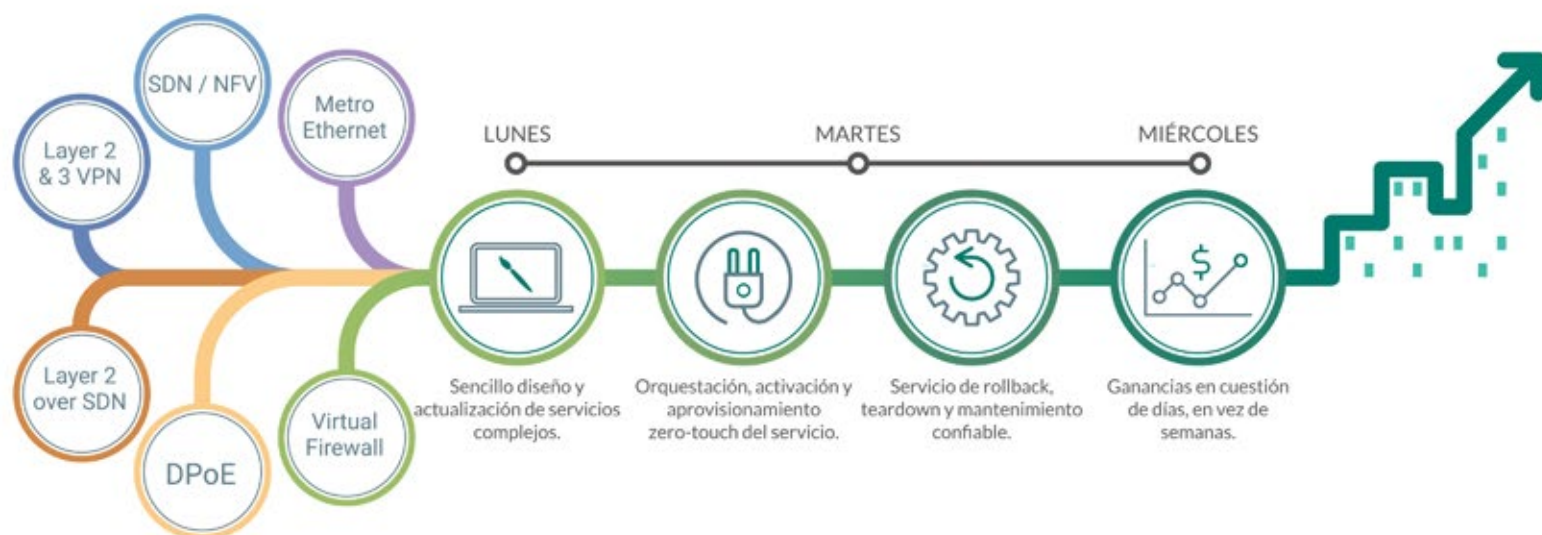 SDN / NFV
Metro
Ethernet
Layer 2
& 3 VPN
Layer 2
over SDN
DPoE
Virtual
Firewall
LUNES
MARTES
MIÉRCOLES
Sencillo diseño y
actualización de servicios
complejos.
Orquestación, activación y
aprovisionamiento
zero-touch del servicio.
Servicio de rollback,
teardown y mantenimiento
confiable.
$
Ganancias en cuestión
de días, en vez de
semanas.